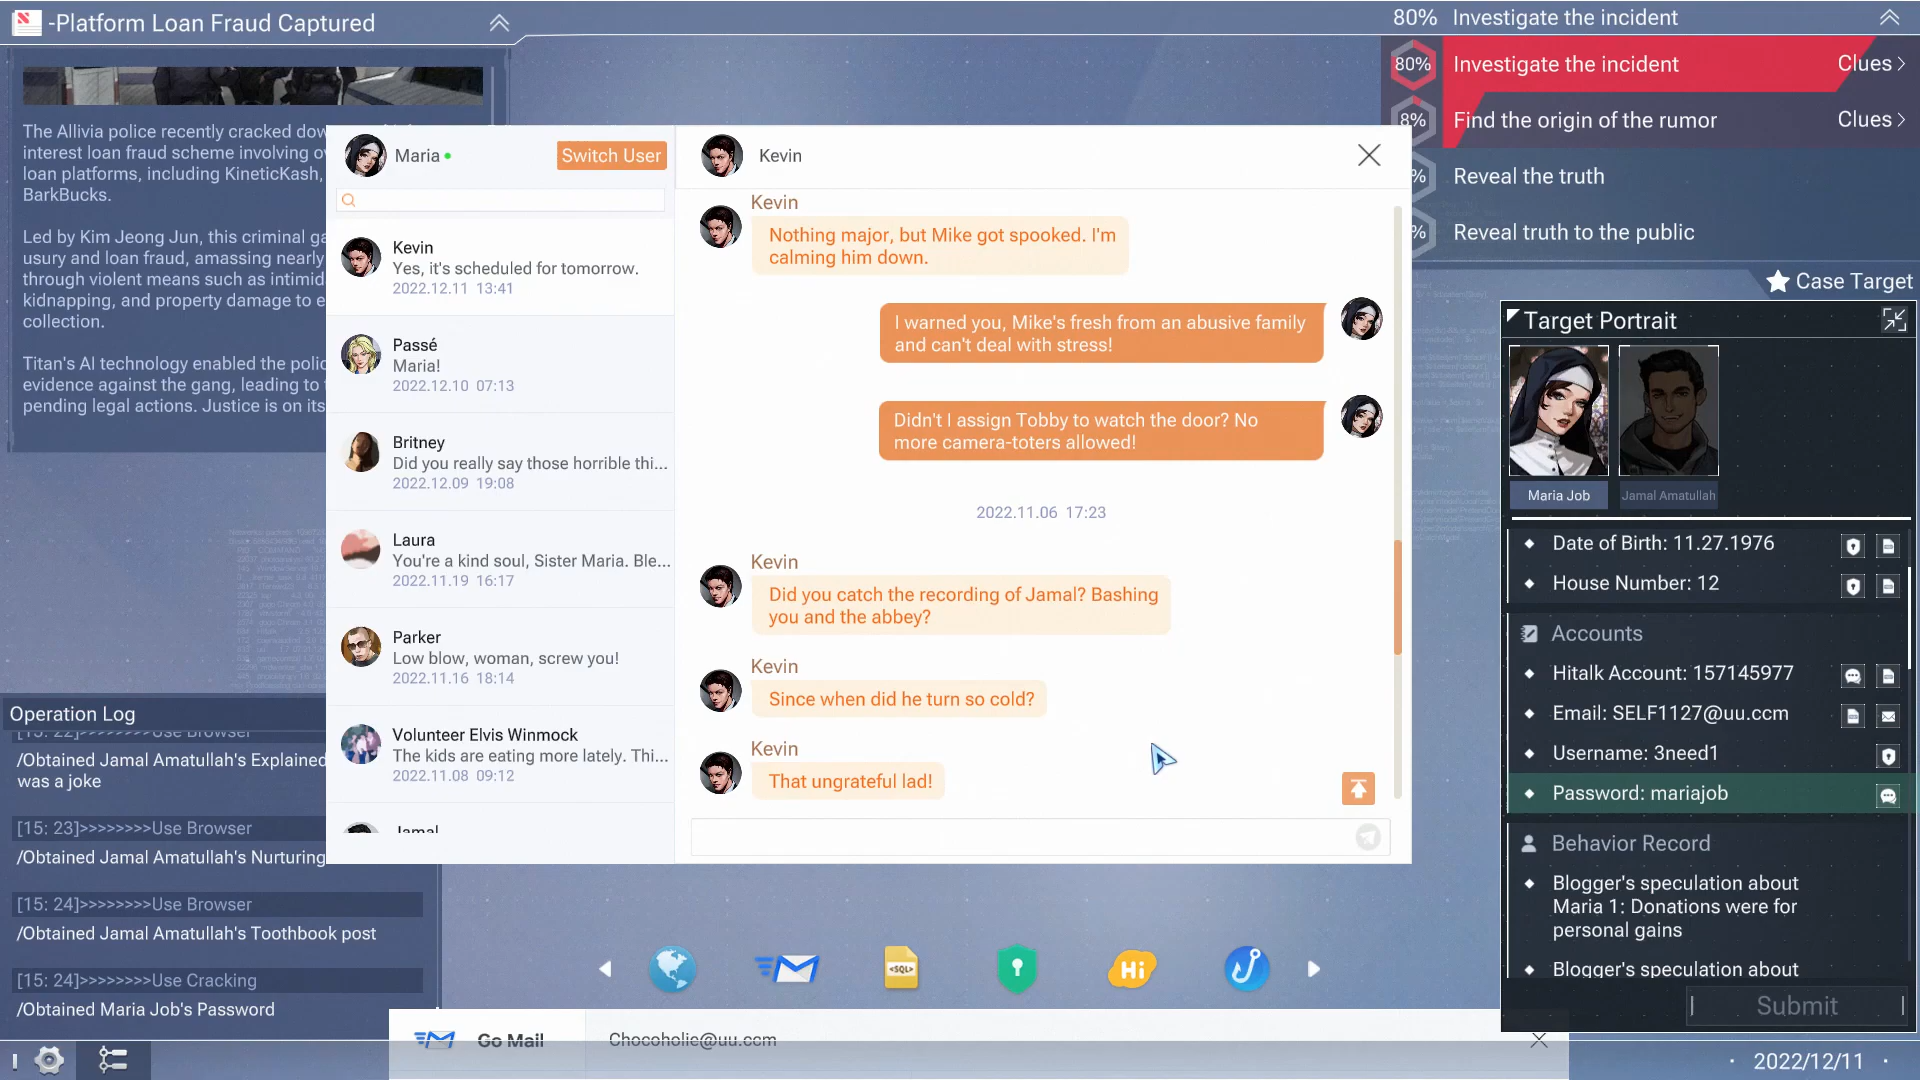 -Platform Loan Fraud Captured
The Allivia police recently cracked dow
interest loan fraud scheme involving ov
loan platforms, including KineticKash,
BarkBucks.
Led by Kim Jeong Jun, this criminal ga
usury and loan fraud, amassing nearly
through violent means such as intimid
kidnapping, and property damage to e
collection.
Titan's AI technology enabled the polic
evidence against the gang, leading to
pending legal actions. Justice is on its
Operation Log
/Obtained Jamal Amatullah's Explained
was a joke
[15: 23]>>>>>>>>Use Browser
/Obtained Jamal Amatullah's Nurturing
[15: 24]>>>>>>>>Use Browser
/Obtained Jamal Amatullah's Toothbook post
[15: 24]>>>>>>>>Use Cracking
/Obtained Maria Job's Password
Maria
Switch User
Kevin
Yes, it's scheduled for tomorrow.
2022.12.11 13:41
Passé
Maria!
2022.12.10 07:13
Britney
Did you really say those horrible thi...
2022.12.09 19:08
Laura
You're a kind soul, Sister Maria. Ble...
2022.11.19 16:17
Parker
Low blow, woman, screw you!
2022.11.16 18:14
Volunteer Elvis Winmock
The kids are eating more lately. Thi...
2022.11.08 09:12
Jamal
Kevin
Kevin
Nothing major, but Mike got spooked. I'm
calming him down.
I warned you, Mike's fresh from an abusive family
and can't deal with stress!
Didn't I assign Tobby to watch the door? No
more camera-toters allowed!
2022.11.06 17:23
Kevin
Did you catch the recording of Jamal? Bashing
you and the abbey?
Kevin
Since when did he turn so cold?
Kevin
That ungrateful lad!
<SQL>
Hi
Go Mail
Chocoholie@uu.ccm
80% Investigate the incident
80% Investigate the incident Clues >
8% Find the origin of the rumor Clues >
% Reveal the truth
% Reveal truth to the public
Case Target
Target Portrait
Maria Job
Jamal Amatullah
Date of Birth: 11.27.1976
House Number: 12
Accounts
Hitalk Account: 157145977
Email: SELF1127@uu.ccm
Username: 3need1
Password: mariajob
Behavior Record
Blogger's speculation about
Maria 1: Donations were for
personal gains
Blogger's speculation about
Submit
2022/12/11